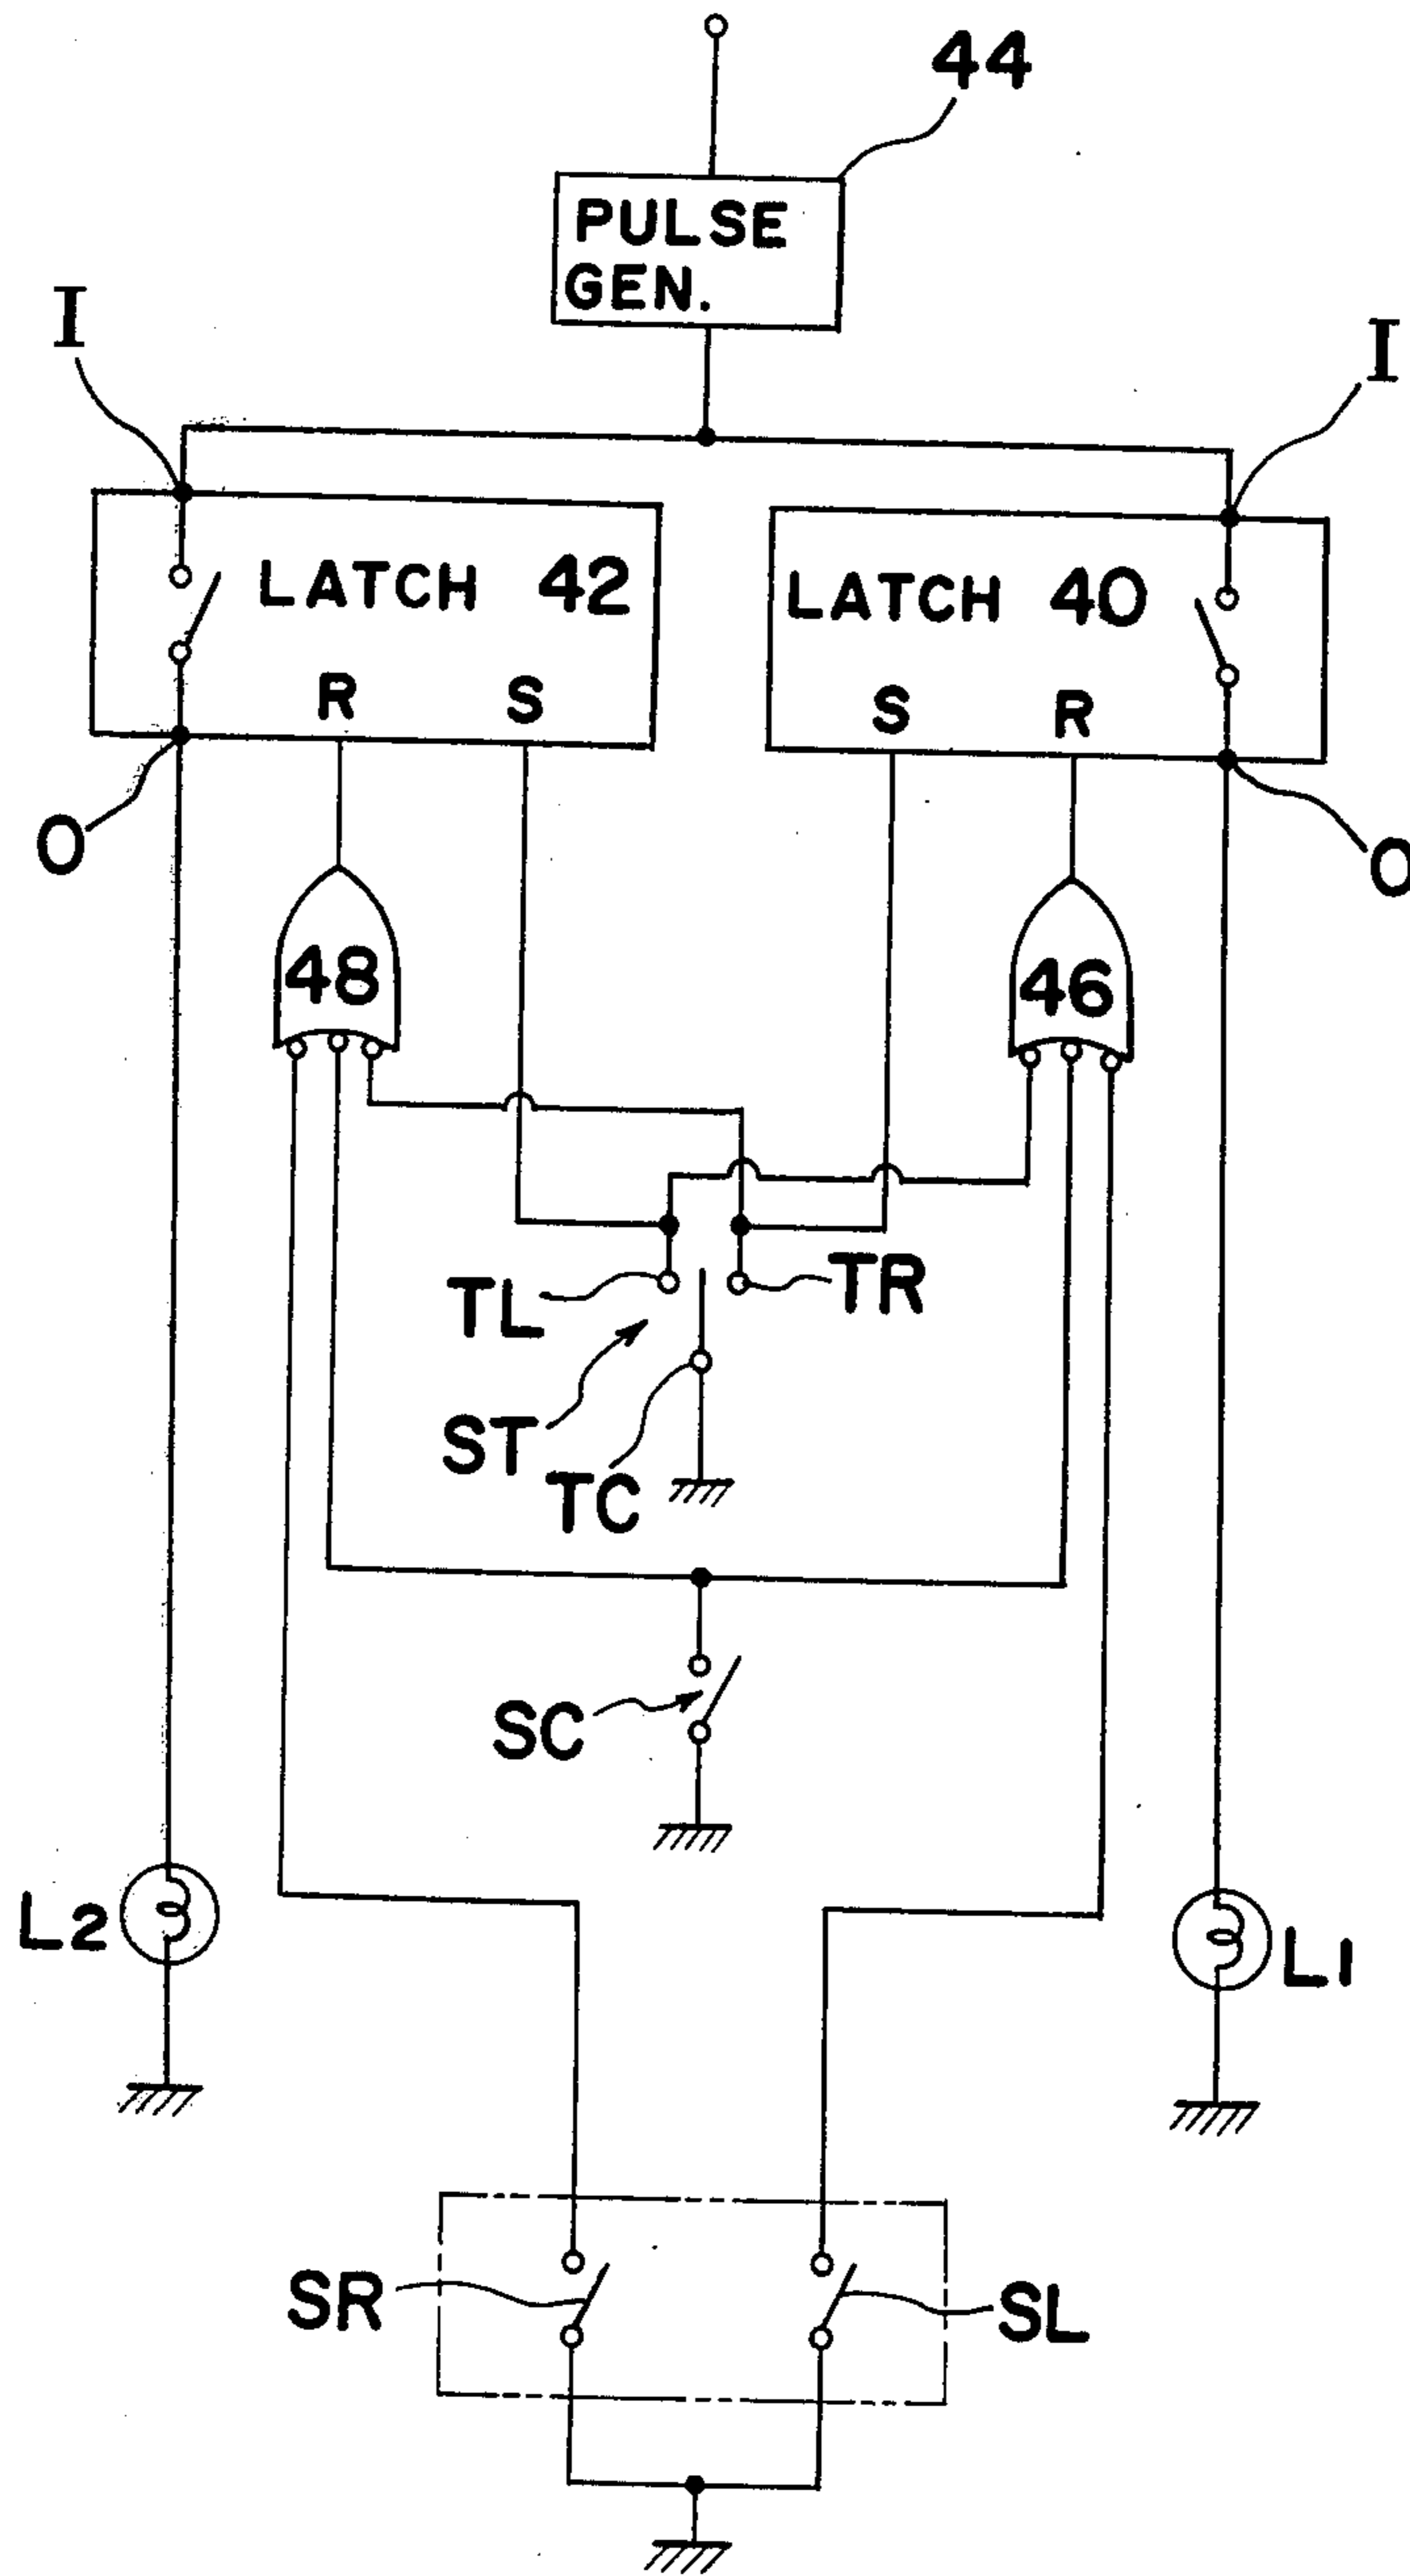 44
PULSE
GEN.
I
I
LATCH 42
LATCH 40
R
S
S
R
O
O
48
46
TL
TR
ST
TC
SC
L2
L1
SR
SL